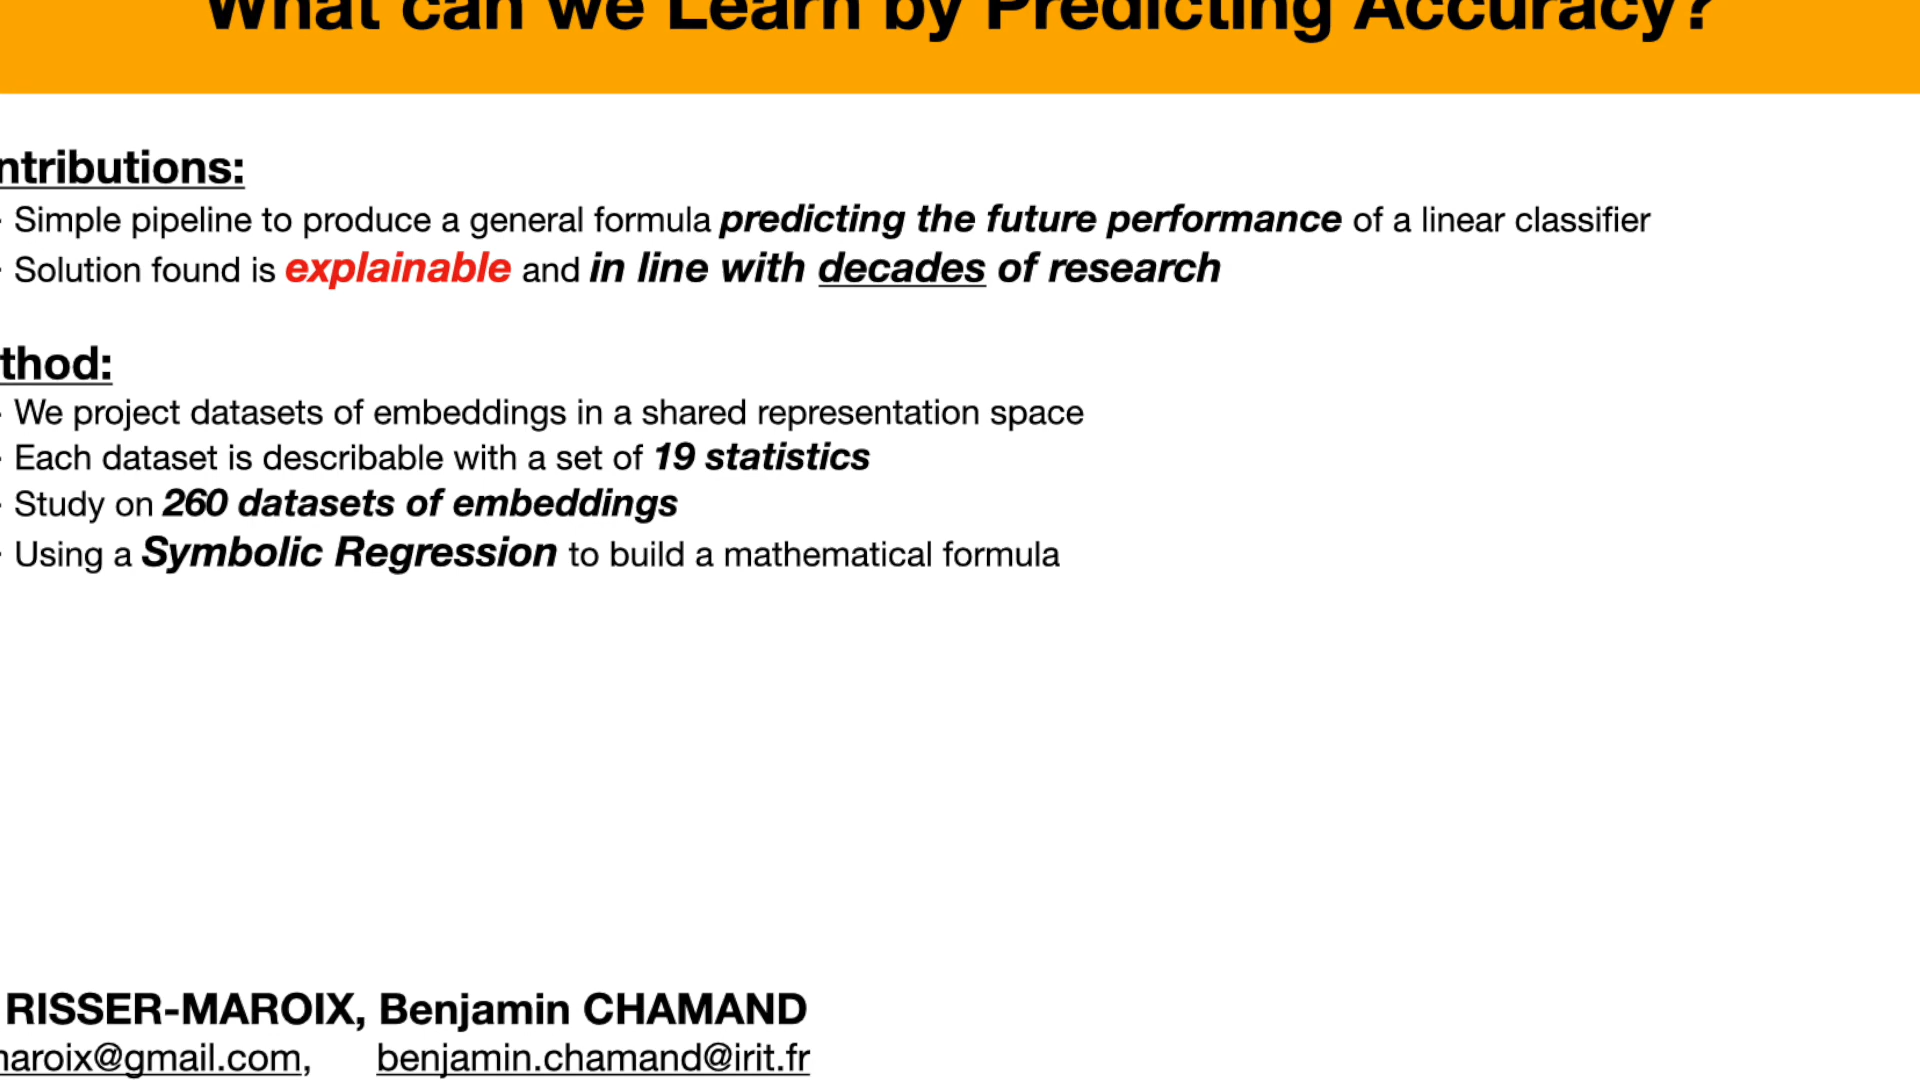 What can we Learn by Predicting Accuracy?
ntributions:
- Simple pipeline to produce a general formula predicting the future performance of a linear classifier
- Solution found is explainable and in line with decades of research
thod:
- We project datasets of embeddings in a shared representation space
- Each dataset is describable with a set of 19 statistics
- Study on 260 datasets of embeddings
- Using a Symbolic Regression to build a mathematical formula
RISSER-MAROIX, Benjamin CHAMAND
aroix@gmail.com, benjamin.chamand@irit.fr